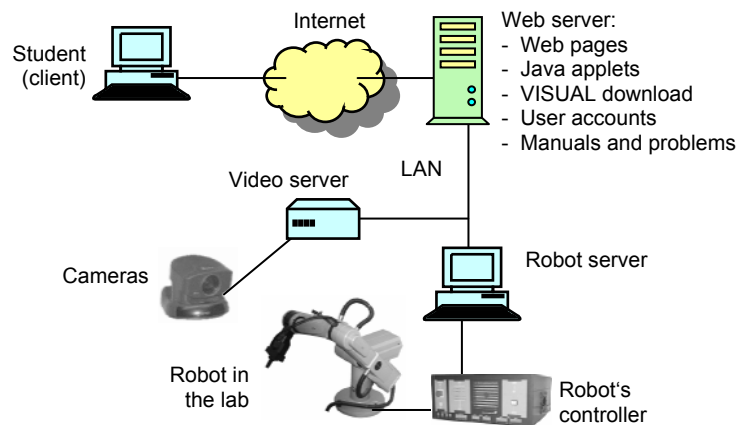 Internet
Web server:
- Web pages
- Java applets
- VISUAL download
- User accounts
- Manuals and problems
Student
(client)
LAN
Video server
Cameras
Robot server
Robot in
the lab
Robot's
controller